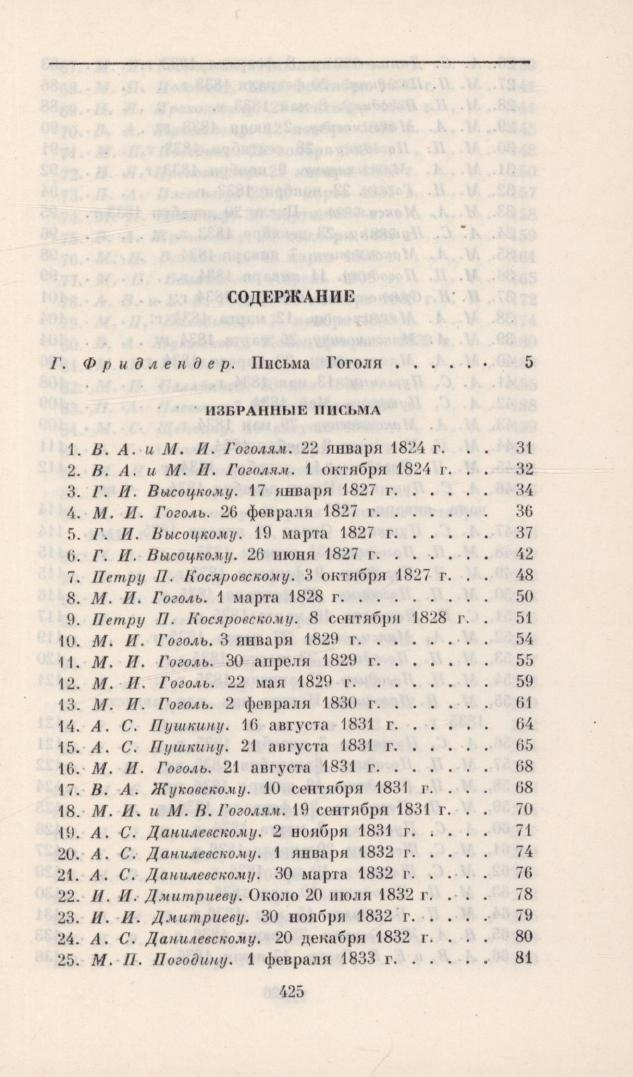 СОДЕРЖАНИЕ
Г. Фридлендер. Письма Гоголя . . . . . . 5
ИЗБРАННЫЕ ПИСЬМА
1. В. А. и М. И. Гоголям. 22 января 1824 г. . . 31
2. В. А. и М. И. Гоголям. 1 октября 1824 г. . . 32
3. Г. И. Высоцкому. 17 января 1827 г. . . . . . 34
4. М. И. Гоголь. 26 февраля 1827 г. . . . . . 36
5. Г. И. Высоцкому. 19 марта 1827 г. . . . . . 37
6. Г. И. Высоцкому. 26 июня 1827 г. . . . . . 42
7. Петру П. Косяровскому. 3 октября 1827 г. . . 48
8. М. И. Гоголь. 1 марта 1828 г. . . . . . . . 50
9. Петру П. Косяровскому. 8 сентября 1828 г. . 51
10. М. И. Гоголь. 3 января 1829 г. . . . . . . 54
11. М. И. Гоголь. 30 апреля 1829 г. . . . . . . 55
12. М. И. Гоголь. 22 мая 1829 г. . . . . . . . 59
13. М. И. Гоголь. 2 февраля 1830 г. . . . . . . 61
14. А. С. Пушкину. 16 августа 1831 г. . . . . . 64
15. А. С. Пушкину. 21 августа 1831 г. . . . . . 65
16. М. И. Гоголь. 21 августа 1831 г. . . . . . 68
17. В. А. Жуковскому. 10 сентября 1831 г. . . . 68
18. М. И. и М. В. Гоголям. 19 сентября 1831 г. . . 70
19. А. С. Данилевскому. 2 ноября 1831 г. . . . . 71
20. А. С. Данилевскому. 1 января 1832 г. . . . . 74
21. А. С. Данилевскому. 30 марта 1832 г. . . . . 76
22. И. И. Дмитриеву. Около 20 июля 1832 г. . . . 78
23. И. И. Дмитриеву. 30 ноября 1832 г. . . . . 79
24. А. С. Данилевскому. 20 декабря 1832 г. . . . 80
25. М. П. Погодину. 1 февраля 1833 г. . . . . . 81
425